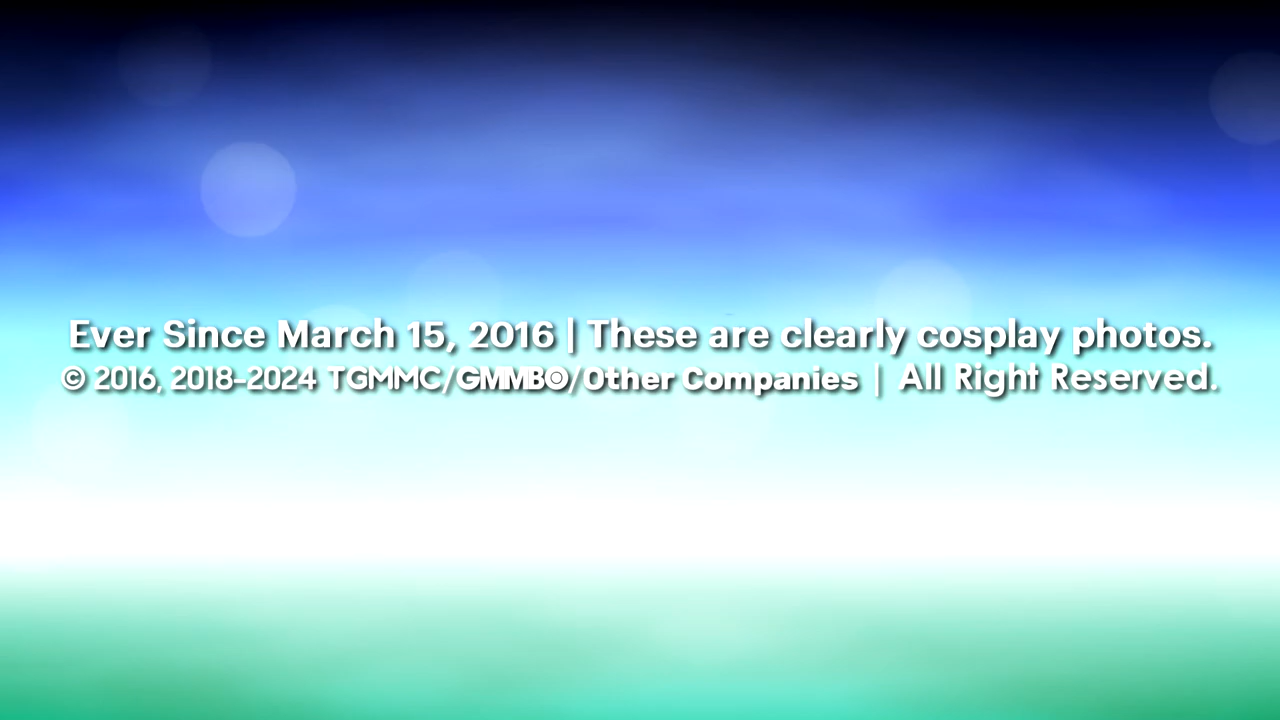 Ever Since March 15, 2016 | These are clearly cosplay photos.
© 2016, 2018-2024 TGMMC/GMMB◎/Other Companies | All Right Reserved.